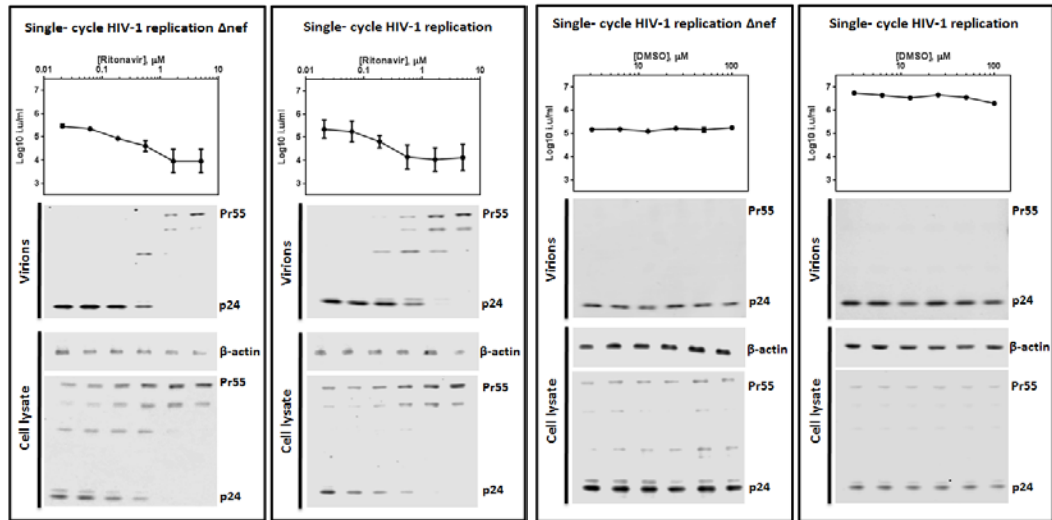 Single- cycle HIV-1 replication Δnef
[Ritonavir], μM
0.01 0.1 1 10
Log10 i.u/ml
7
6
5
4
3
Virions
Pr55
p24
β-actin
Cell lysate
Pr55
p24
Single- cycle HIV-1 replication
[Ritonavir], μM
0.01 0.1 1 10
Log10 i.u/ml
7
6
5
4
3
Virions
Pr55
p24
β-actin
Cell lysate
Pr55
p24
Single-cycle HIV-1 replication Δnef
[DMSO], μM
10 100
Log10 i.u/ml
7
6
5
4
3
Virions
Pr55
p24
β-actin
Cell lysate
Pr55
p24
Single-cycle HIV-1 replication
[DMSO], μM
10 100
Log10 i.u/ml
7
6
5
4
3
Virions
Pr55
p24
β-actin
Cell lysate
Pr55
p24